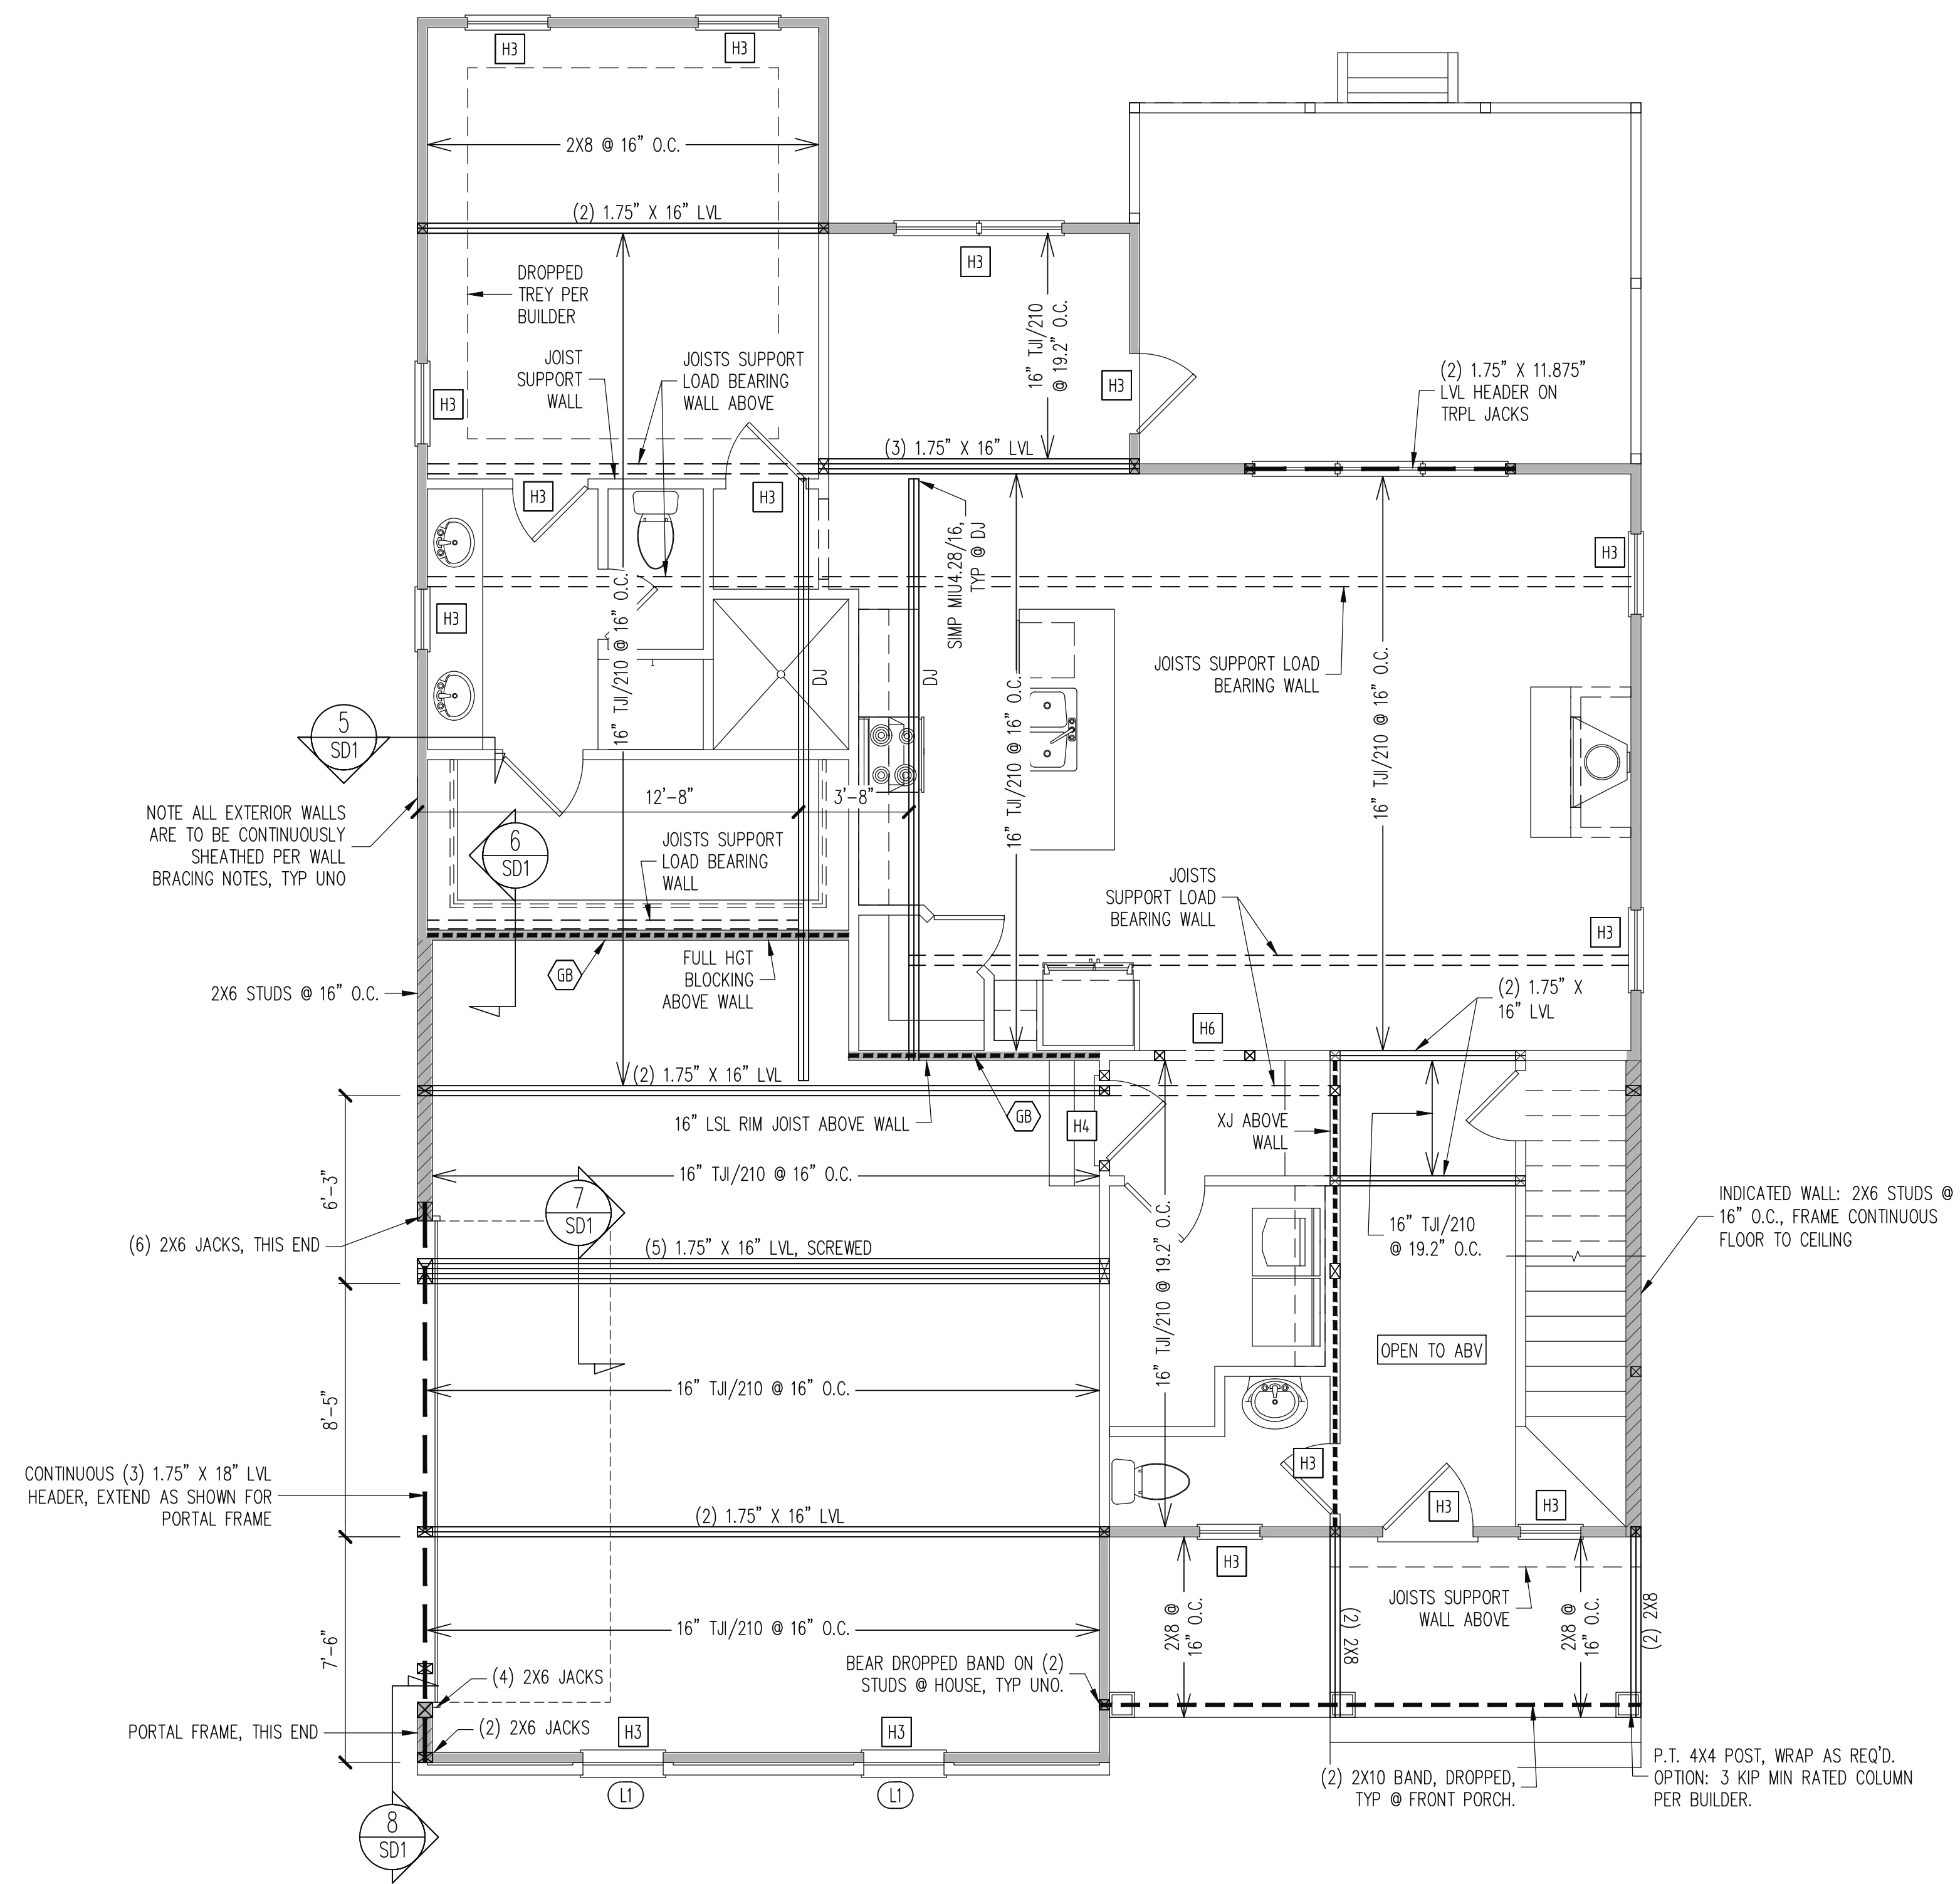 H3
H3
2X8 @ 16" O.C.
(2) 1.75" X 16" LVL
DROPPED
TREY PER
BUILDER
H3
16" TJI/210
@ 19.2" O.C.
JOIST
SUPPORT
WALL
JOISTS SUPPORT
LOAD BEARING
WALL ABOVE
H3
H3
(2) 1.75" X 11.875"
LVL HEADER ON
TRPL JACKS
(3) 1.75" X 16" LVL
H3
H3
SIMP MIU4.28/16,
TYP @ DJ
H3
H3
16" TJI/210 @ 16" O.C.
DJ
DJ
16" TJI/210 @ 16" O.C.
JOISTS SUPPORT LOAD
BEARING WALL
16" TJI/210 @ 16" O.C.
5
SD1
12'-8"
3'-8"
NOTE ALL EXTERIOR WALLS
ARE TO BE CONTINUOUSLY
SHEATHED PER WALL
BRACING NOTES, TYP UNO
6
SD1
JOISTS SUPPORT
LOAD BEARING
WALL
JOISTS
SUPPORT LOAD
BEARING WALL
H3
GB
FULL HGT
BLOCKING
ABOVE WALL
2X6 STUDS @ 16" O.C.
(2) 1.75" X
16" LVL
H6
(2) 1.75" X 16" LVL
16" LSL RIM JOIST ABOVE WALL
GB
H4
XJ ABOVE
WALL
6'-3"
16" TJI/210 @ 16" O.C.
7
SD1
(6) 2X6 JACKS, THIS END
(5) 1.75" X 16" LVL, SCREWED
16" TJI/210 @ 19.2" O.C.
16" TJI/210
@ 19.2" O.C.
INDICATED WALL: 2X6 STUDS @
16" O.C., FRAME CONTINUOUS
FLOOR TO CEILING
OPEN TO ABV
8'-5"
16" TJI/210 @ 16" O.C.
CONTINUOUS (3) 1.75" X 18" LVL
HEADER, EXTEND AS SHOWN FOR
PORTAL FRAME
H3
(2) 1.75" X 16" LVL
H3
H3
H3
7'-6"
16" TJI/210 @ 16" O.C.
2X8 @
16" O.C.
(2) 2X8
JOISTS SUPPORT
WALL ABOVE
2X8 @
16" O.C.
(2) 2X8
BEAR DROPPED BAND ON (2)
STUDS @ HOUSE, TYP UNO.
(4) 2X6 JACKS
PORTAL FRAME, THIS END
(2) 2X6 JACKS
H3
H3
L1
L1
(2) 2X10 BAND, DROPPED,
TYP @ FRONT PORCH.
P.T. 4X4 POST, WRAP AS REQ'D.
OPTION: 3 KIP MIN RATED COLUMN
PER BUILDER.
8
SD1